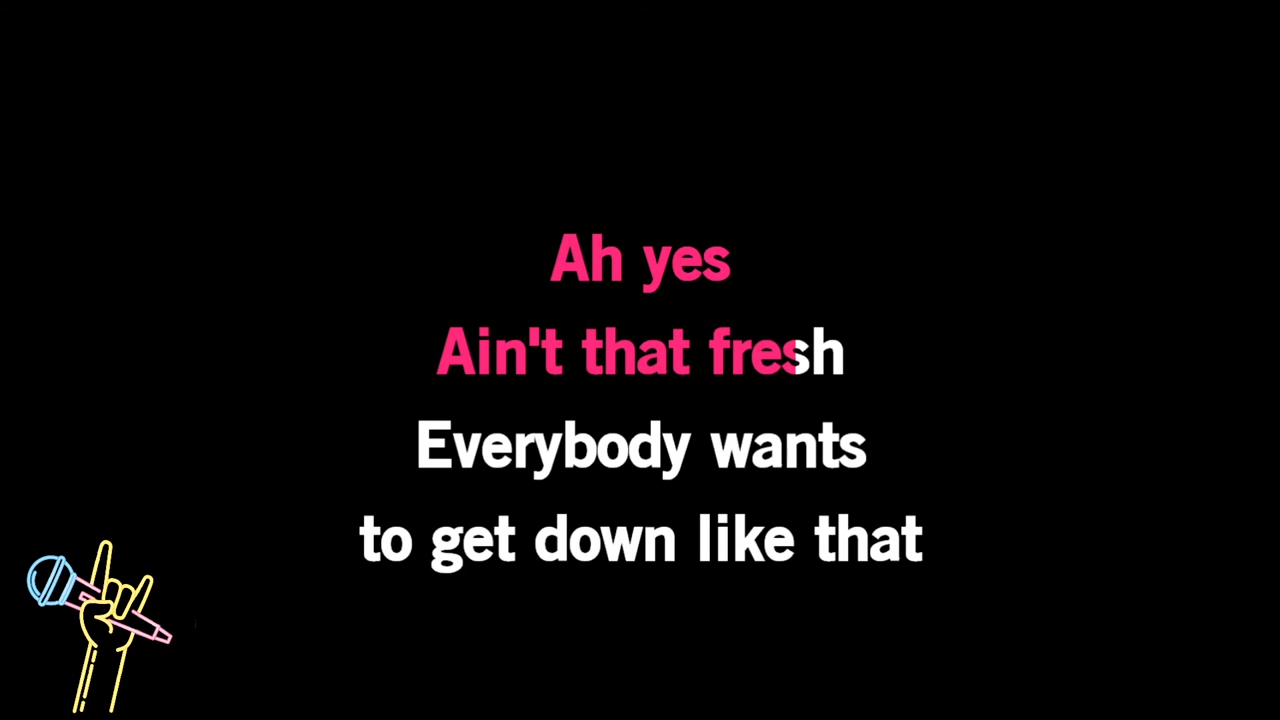 Ah yes
Ain't that fresh
Everybody wants
to get down like that